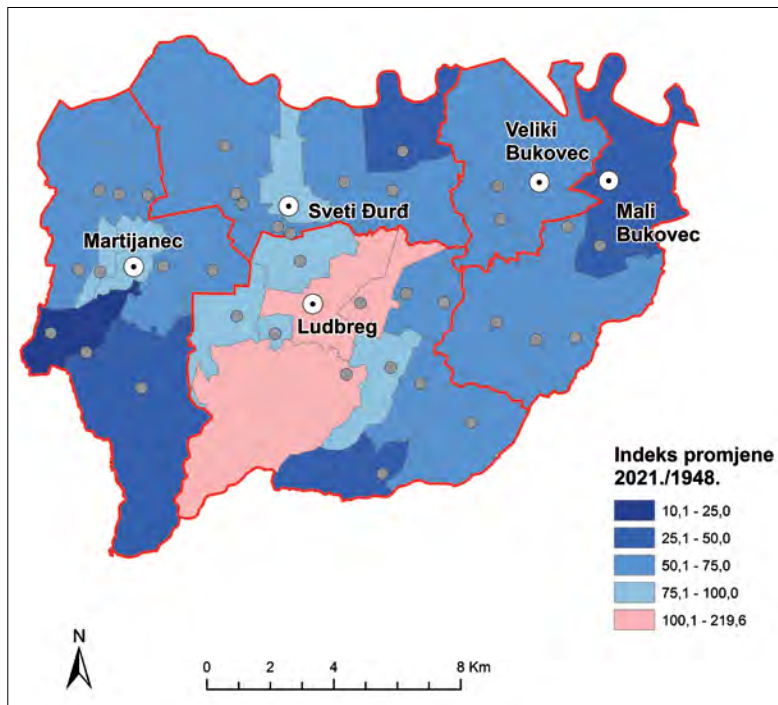 Veliki
Bukovec
Sveti Đurđ
Mali
Bukovec
Martijanec
Ludbreg
Indeks promjene
2021./1948.
10,1 - 25,0
25,1 - 50,0
50,1 - 75,0
75,1 - 100,0
100,1 - 219,6
N
0 2 4 6 8 Km